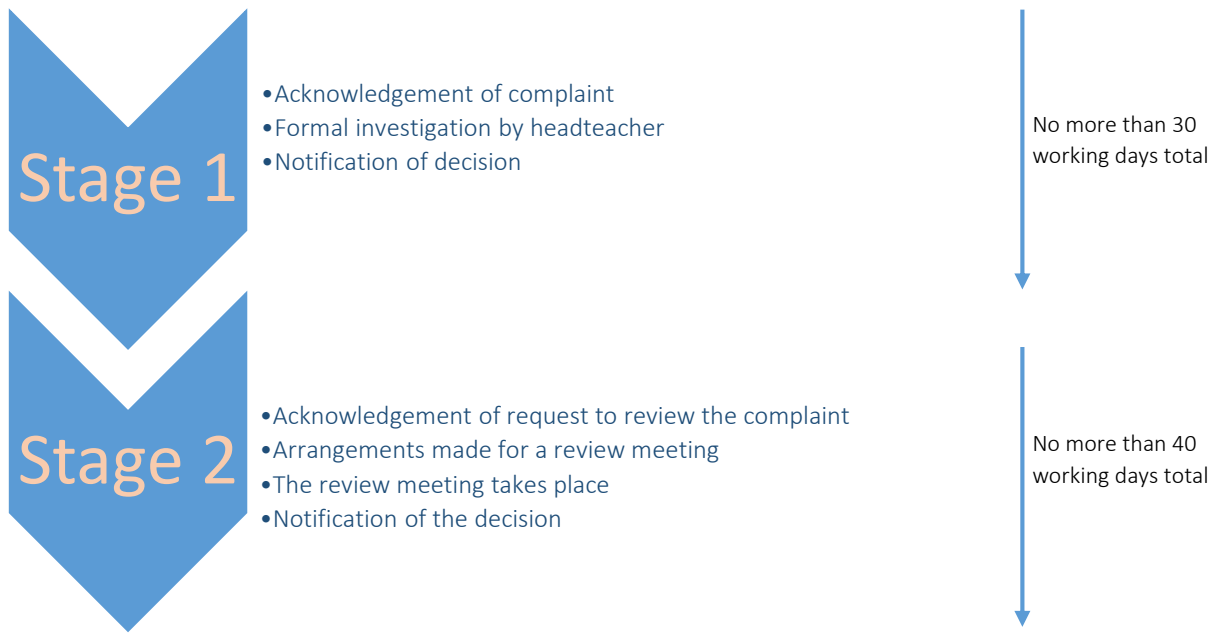 Stage 1
•Acknowledgement of complaint
•Formal investigation by headteacher
•Notification of decision
No more than 30
working days total
Stage 2
•Acknowledgement of request to review the complaint
•Arrangements made for a review meeting
•The review meeting takes place
•Notification of the decision
No more than 40
working days total